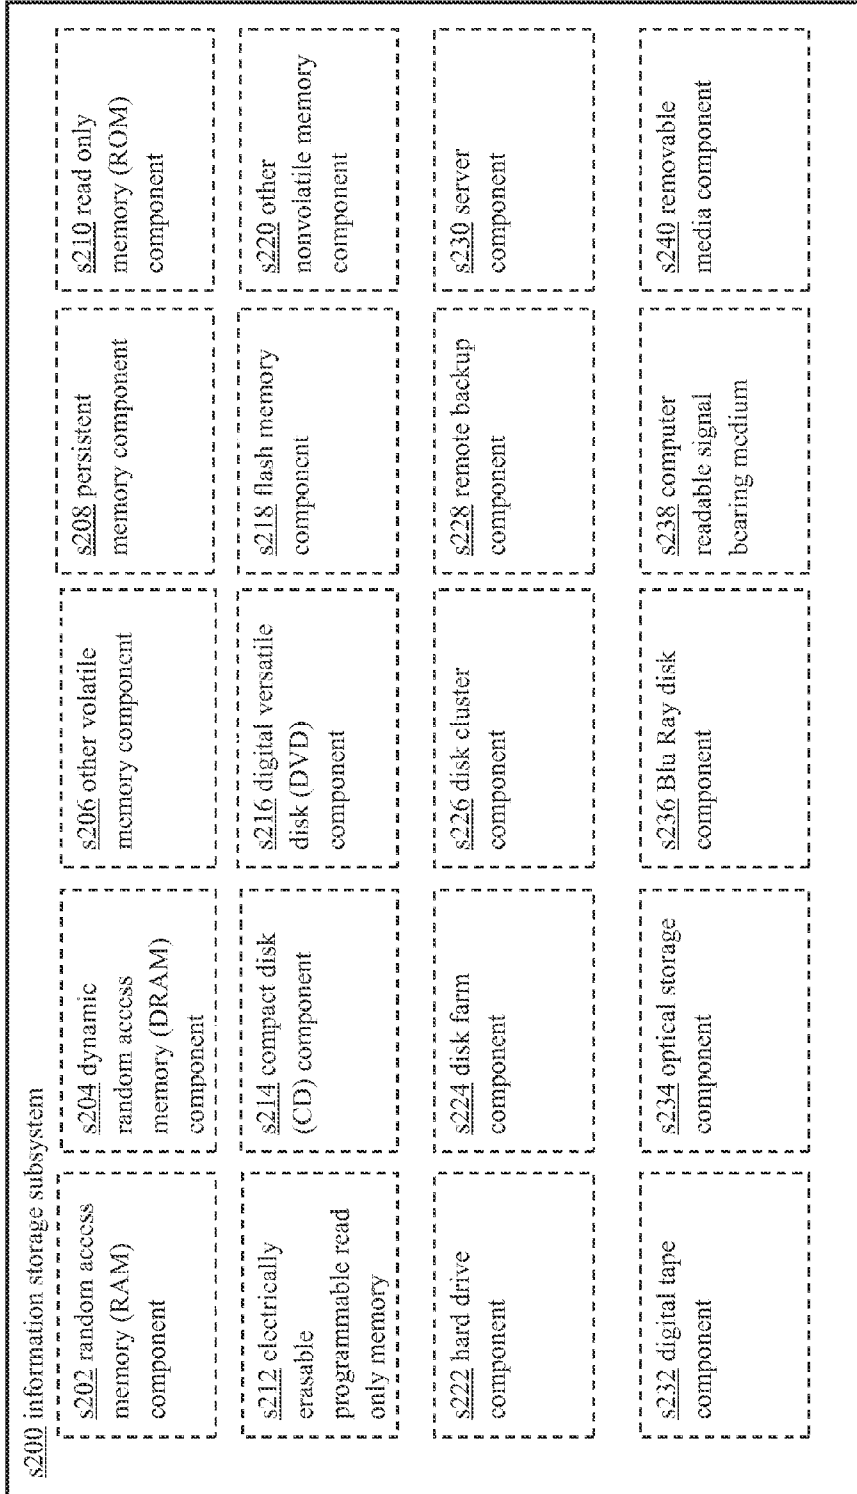 s200 information storage subsystem
s202 random access
memory (RAM)
component
s204 dynamic
random access
memory (DRAM)
component
s206 other volatile
memory component
s208 persistent
memory component
s210 read only
memory (ROM)
component
s212 electrically
erasable
programmable read
only memory
s214 compact disk
(CD) component
s216 digital versatile
disk (DVD)
component
s218 flash memory
component
s220 other
nonvolatile memory
component
s222 hard drive
component
s224 disk farm
component
s226 disk cluster
component
s228 remote backup
component
s230 server
component
s232 digital tape
component
s234 optical storage
component
s236 Blu Ray disk
component
s238 computer
readable signal
bearing medium
s240 removable
media component